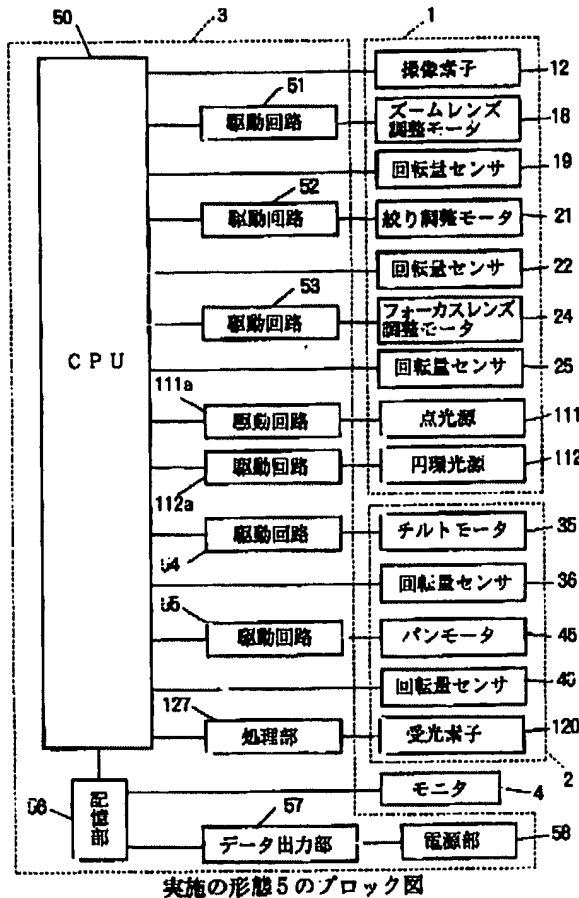 50
3
1
撮像素子
12
51
駆動回路
ズームレンズ
調整モータ
18
回転量センサ
19
52
駆動回路
絞り調整モータ
21
回転量センサ
22
53
駆動回路
フォーカスレンズ
調整モータ
24
CPU
回転量センサ
25
111a
駆動回路
点光源
111
駆動回路
円環光源
112
112a
駆動回路
チルトモータ
35
回転量センサ
36
駆動回路
パンモータ
回転量センサ
127
処理部
受光素子
120
2
記憶部
モニタ
4
57
データ出力部
電源部
58
実施の形態5のブロック図